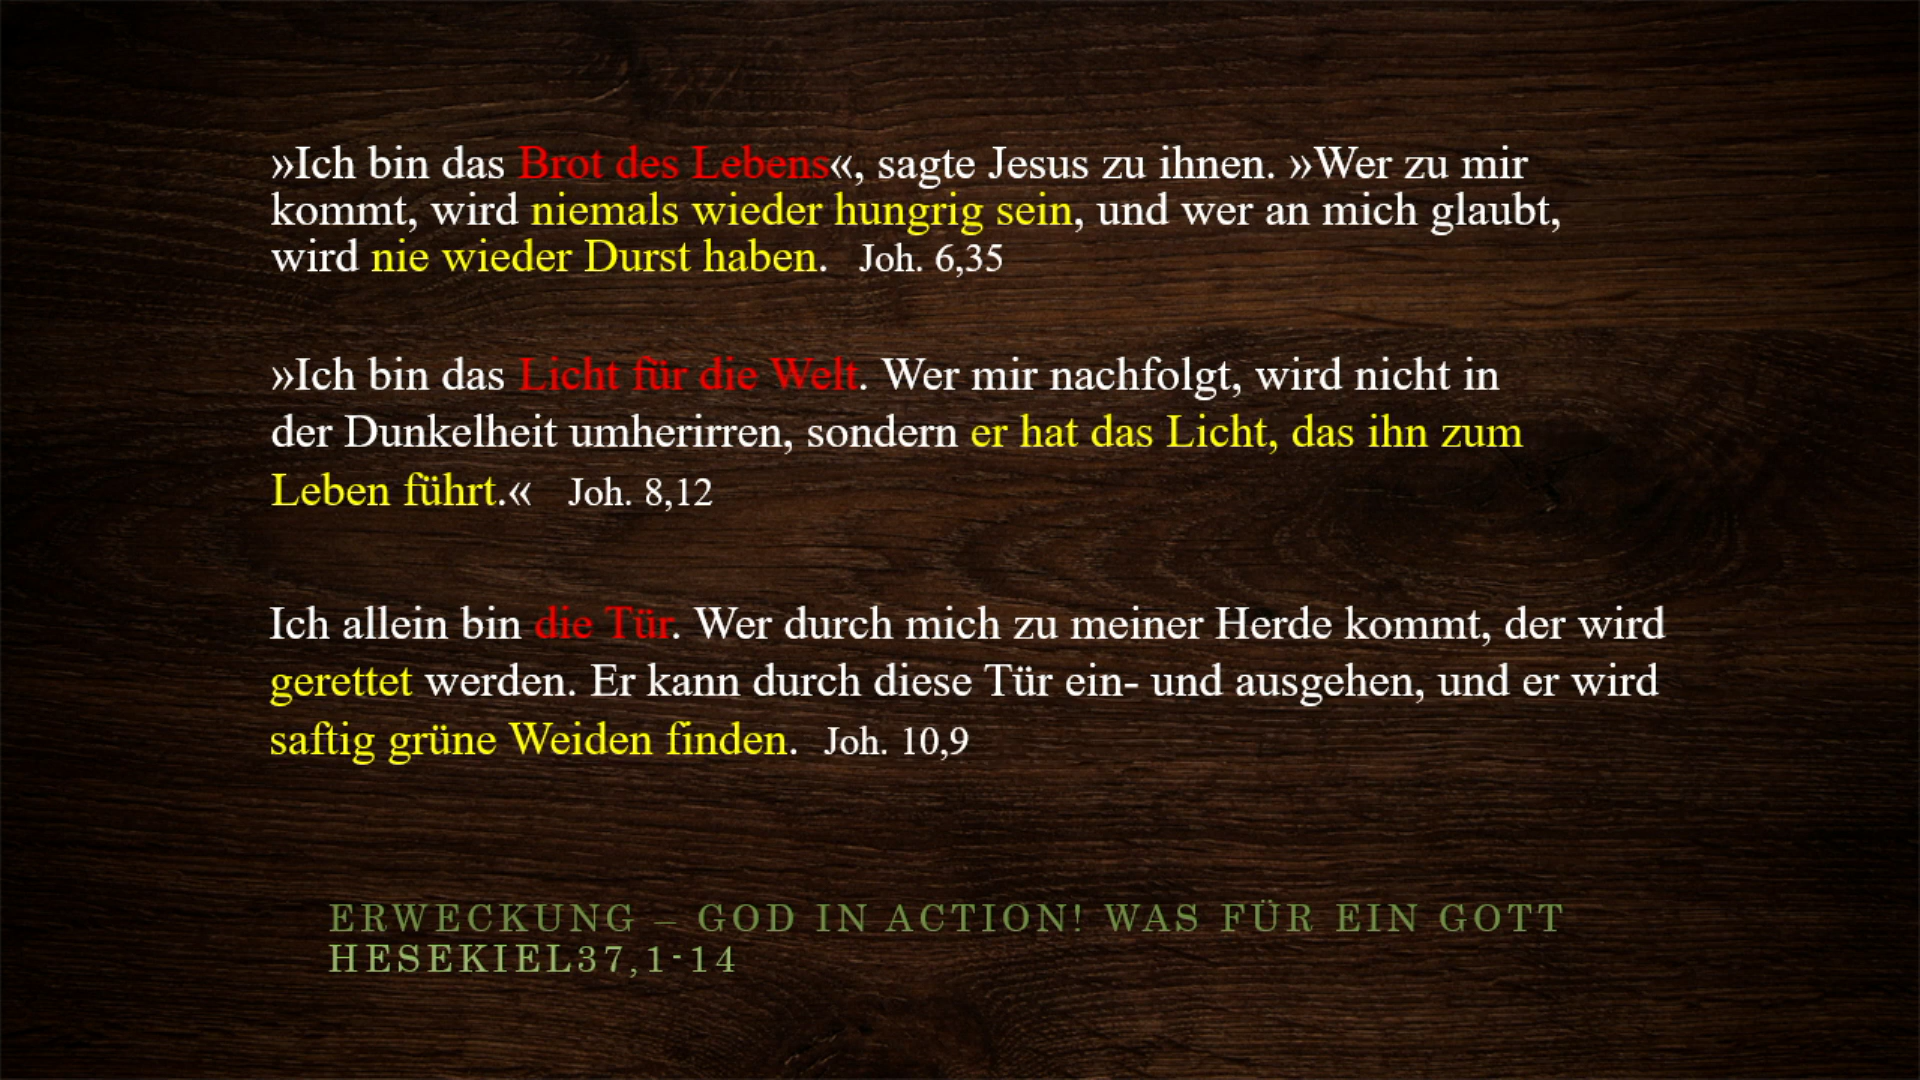 »Ich bin das Brot des Lebens«, sagte Jesus zu ihnen. »Wer zu mir
kommt, wird niemals wieder hungrig sein, und wer an mich glaubt,
wird nie wieder Durst haben. Joh. 6,35
»Ich bin das Licht für die Welt. Wer mir nachfolgt, wird nicht in
der Dunkelheit umherirren, sondern er hat das Licht, das ihn zum
Leben führt.« Joh. 8,12
Ich allein bin die Tür. Wer durch mich zu meiner Herde kommt, der wird
gerettet werden. Er kann durch diese Tür ein- und ausgehen, und er wird
saftig grüne Weiden finden. Joh. 10,9
ERWECKUNG – GOD IN ACTION! WAS FÜR EIN GOTT
HESEKIEL37,1-14